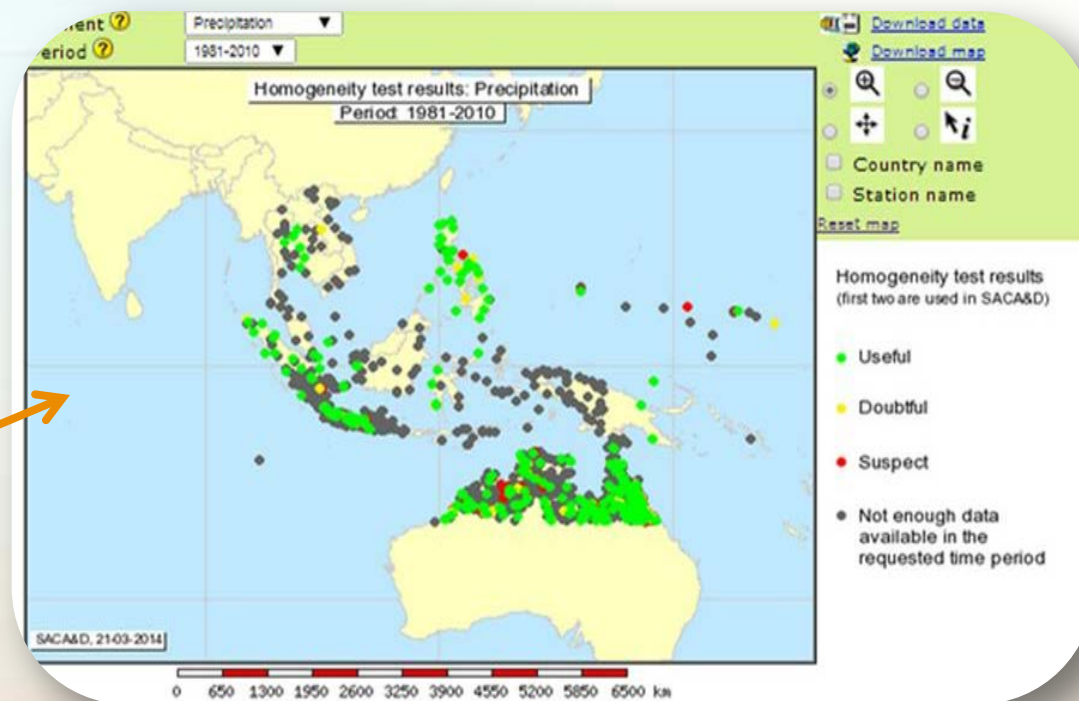 Precipitation
1981-2010
Download data
Download map
Country name
Station name
Reset map
Homogeneity test results: Precipitation
Period: 1981-2010
Homogeneity test results
(first two are used in SACA&D)
Useful
Doubtful
Suspect
Not enough data
available in the
requested time period
SACA&D, 21-03-2014
0 650 1300 1950 2600 3250 3900 4550 5200 5850 6500 km